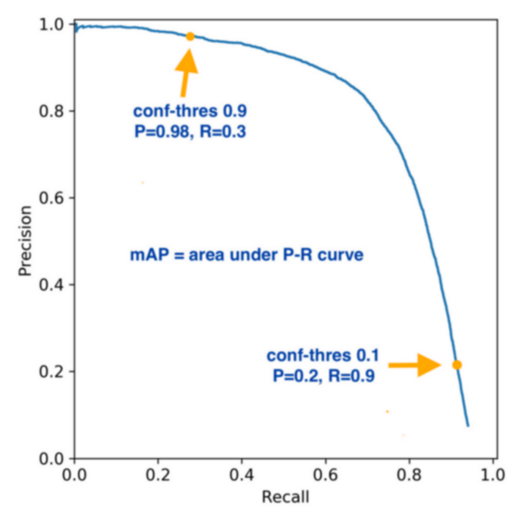 1.0
0.8
0.6
0.4
0.2
0.0
Precision
conf-thres 0.9
P=0.98, R=0.3
mAP = area under P-R curve
conf-thres 0.1
P=0.2, R=0.9
0.0 0.2 0.4 0.6 0.8 1.0
Recall